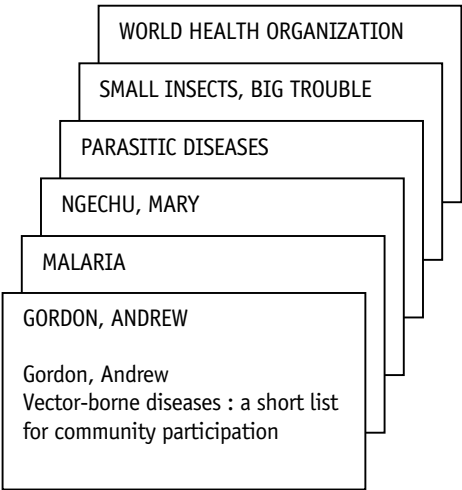 WORLD HEALTH ORGANIZATION
SMALL INSECTS, BIG TROUBLE
PARASITIC DISEASES
NGECHU, MARY
MALARIA
GORDON, ANDREW
Gordon, Andrew
Vector-borne diseases : a short list
for community participation